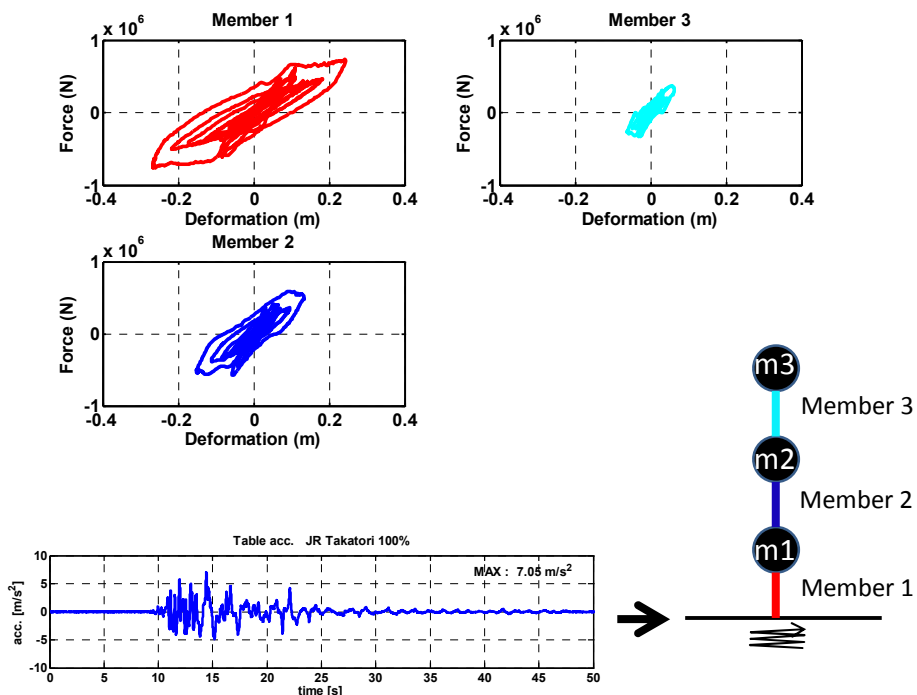 Member 1
x 10^6
Force (N)
1
0
-1
-0.4 -0.2 0 0.2 0.4
Deformation (m)
Member 3
x 10^6
Force (N)
1
0
-1
-0.4 -0.2 0 0.2 0.4
Deformation (m)
Member 2
x 10^6
Force (N)
1
0
-1
-0.4 -0.2 0 0.2 0.4
Deformation (m)
m3
Member 3
m2
Member 2
m1
Member 1
Table acc. JR Takatori 100%
MAX : 7.05 m/s^2
acc. [m/s^2]
10
5
0
-5
-10
0 5 10 15 20 25 30 35 40 45 50
time [s]